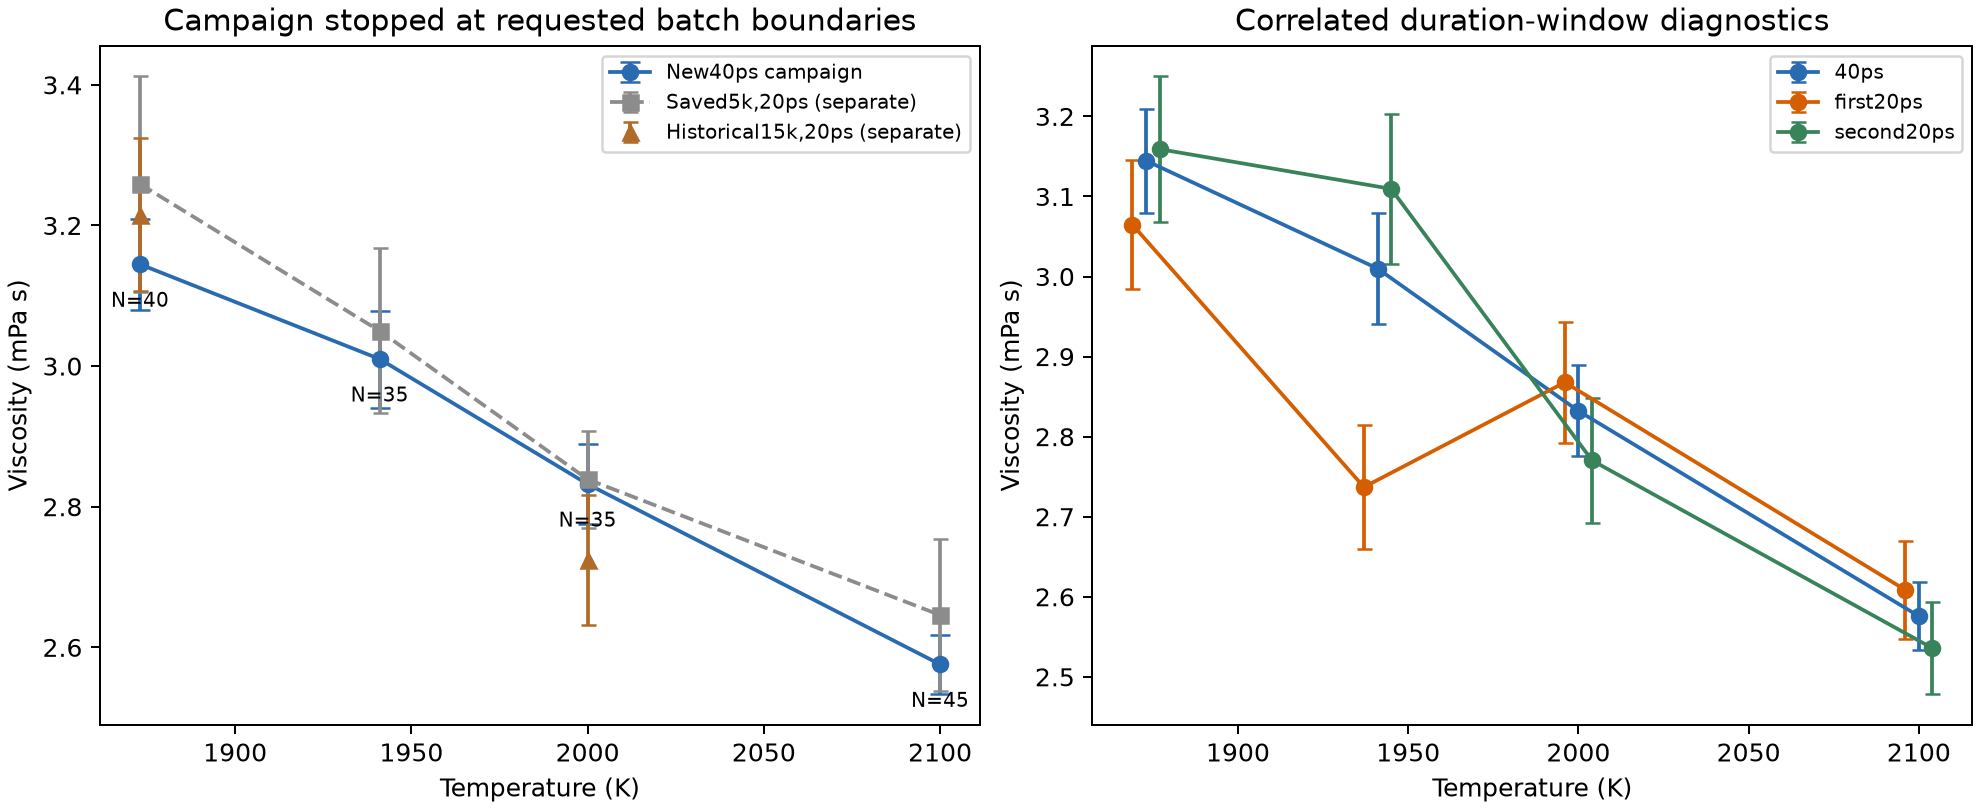 Campaign stopped at requested batch boundaries
New40ps campaign
Saved5k,20ps (separate)
Historical15k,20ps (separate)
3.4
3.2
3.0
2.8
2.6
Viscosity (mPa s)
N=40
N=35
N=35
N=45
1900
1950
2000
2050
2100
Temperature (K)
Correlated duration-window diagnostics
40ps
first20ps
second20ps
3.2
3.1
3.0
2.9
2.8
2.7
2.6
2.5
Viscosity (mPa s)
1900
1950
2000
2050
2100
Temperature (K)